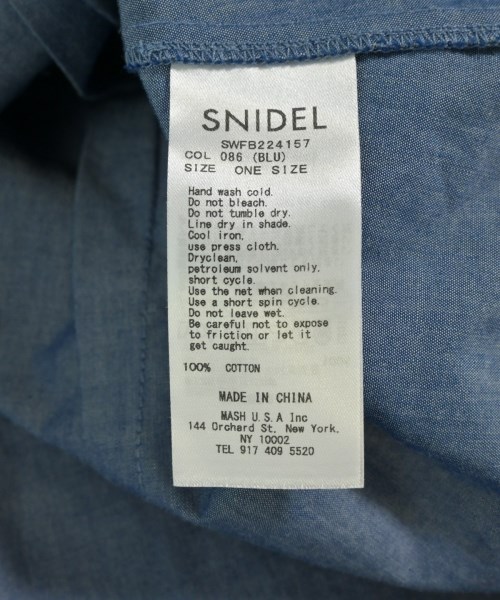 SNIDEL
SWFB224157
COL 086 (BLU)
SIZE ONE SIZE
Hand wash cold.
Do not bleach.
Do not tumble dry.
Line dry in shade.
Cool iron,
use press cloth.
Dryclean,
petroleum solvent only,
short cycle.
Use the net when cleaning.
Use a short spin cycle.
Do not leave wet.
Be careful not to expose
to friction or let it
get caught.
100% COTTON
MADE IN CHINA
MASH U.S.A Inc
144 Orchard St, New York,
NY 10002
TEL 917 409 5520